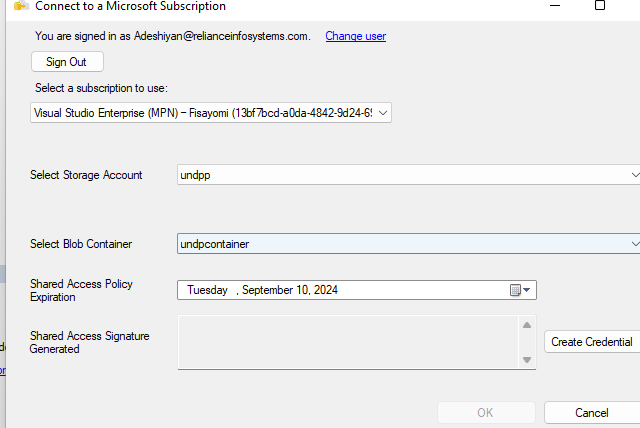 Connect to a Microsoft Subscription
You are signed in as Adeshiyan@relianceinfosystems.com. Change user
Sign Out
Select a subscription to use:
Visual Studio Enterprise (MPN) – Fisayomi (13bf7bcd-a0da-4842-9d24-69
Select Storage Account undpp
Select Blob Container undpcontainer
Shared Access Policy
Expiration
Tuesday , September 10, 2024
Shared Access Signature
Generated
Create Credential
OK Cancel